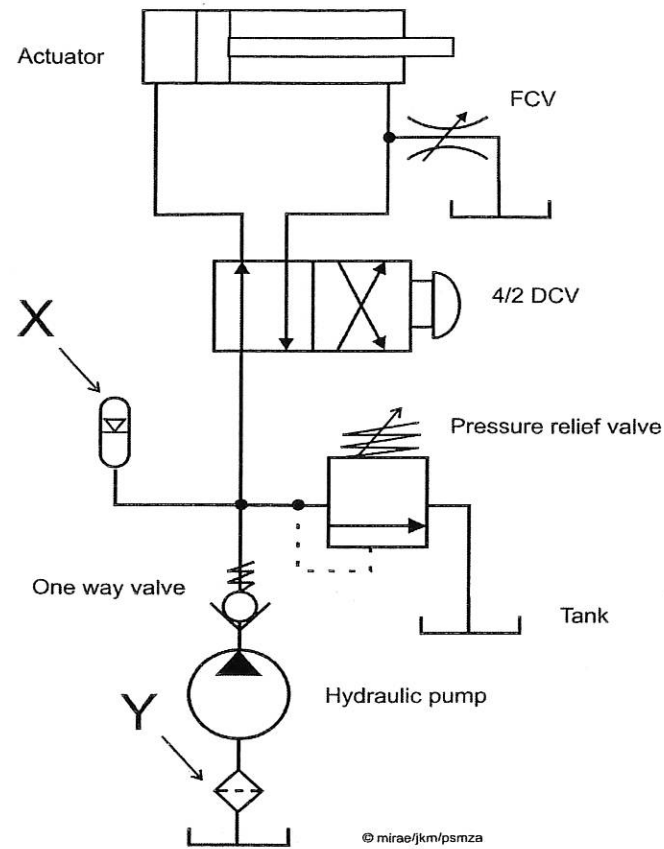 Actuator
FCV
4/2 DCV
X
Pressure relief valve
One way valve
Tank
Hydraulic pump
Y
© mirae/jkm/psmza